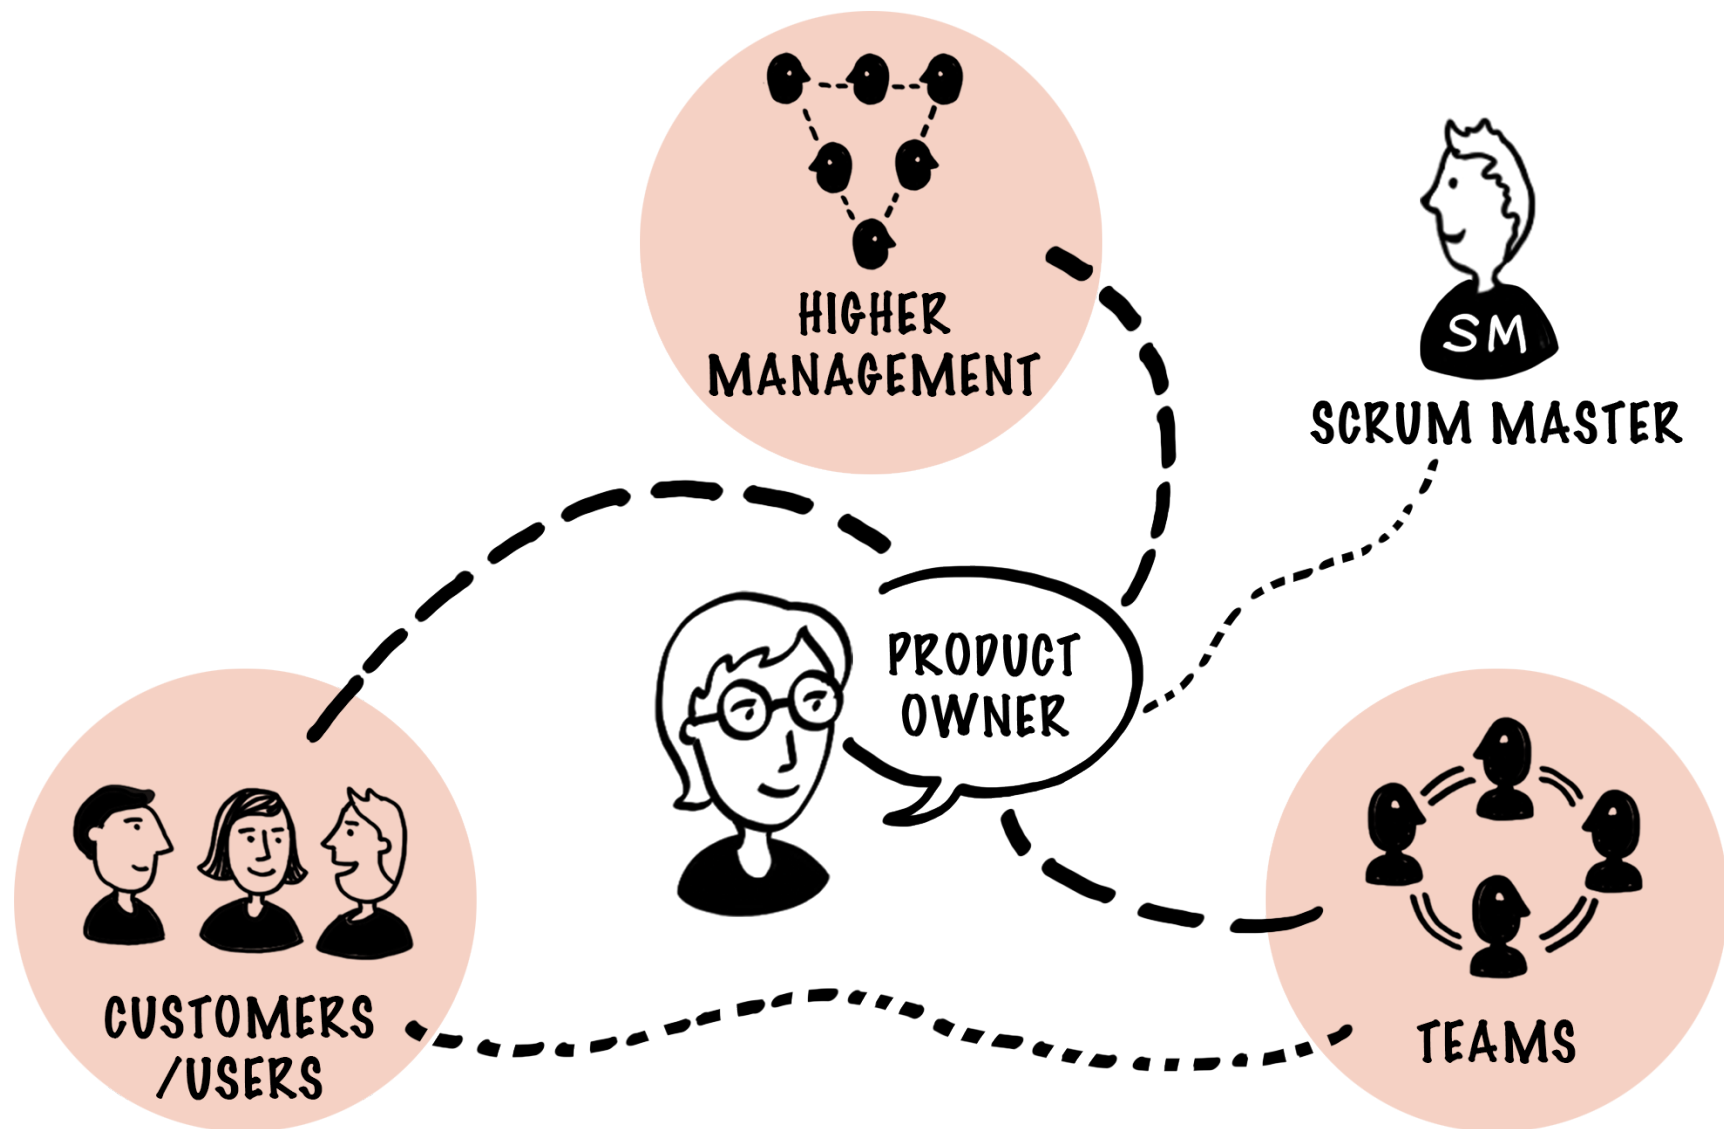 HIGHER
MANAGEMENT
SM
SCRUM MASTER
PRODUCT
OWNER
CUSTOMERS
/USERS
TEAMS